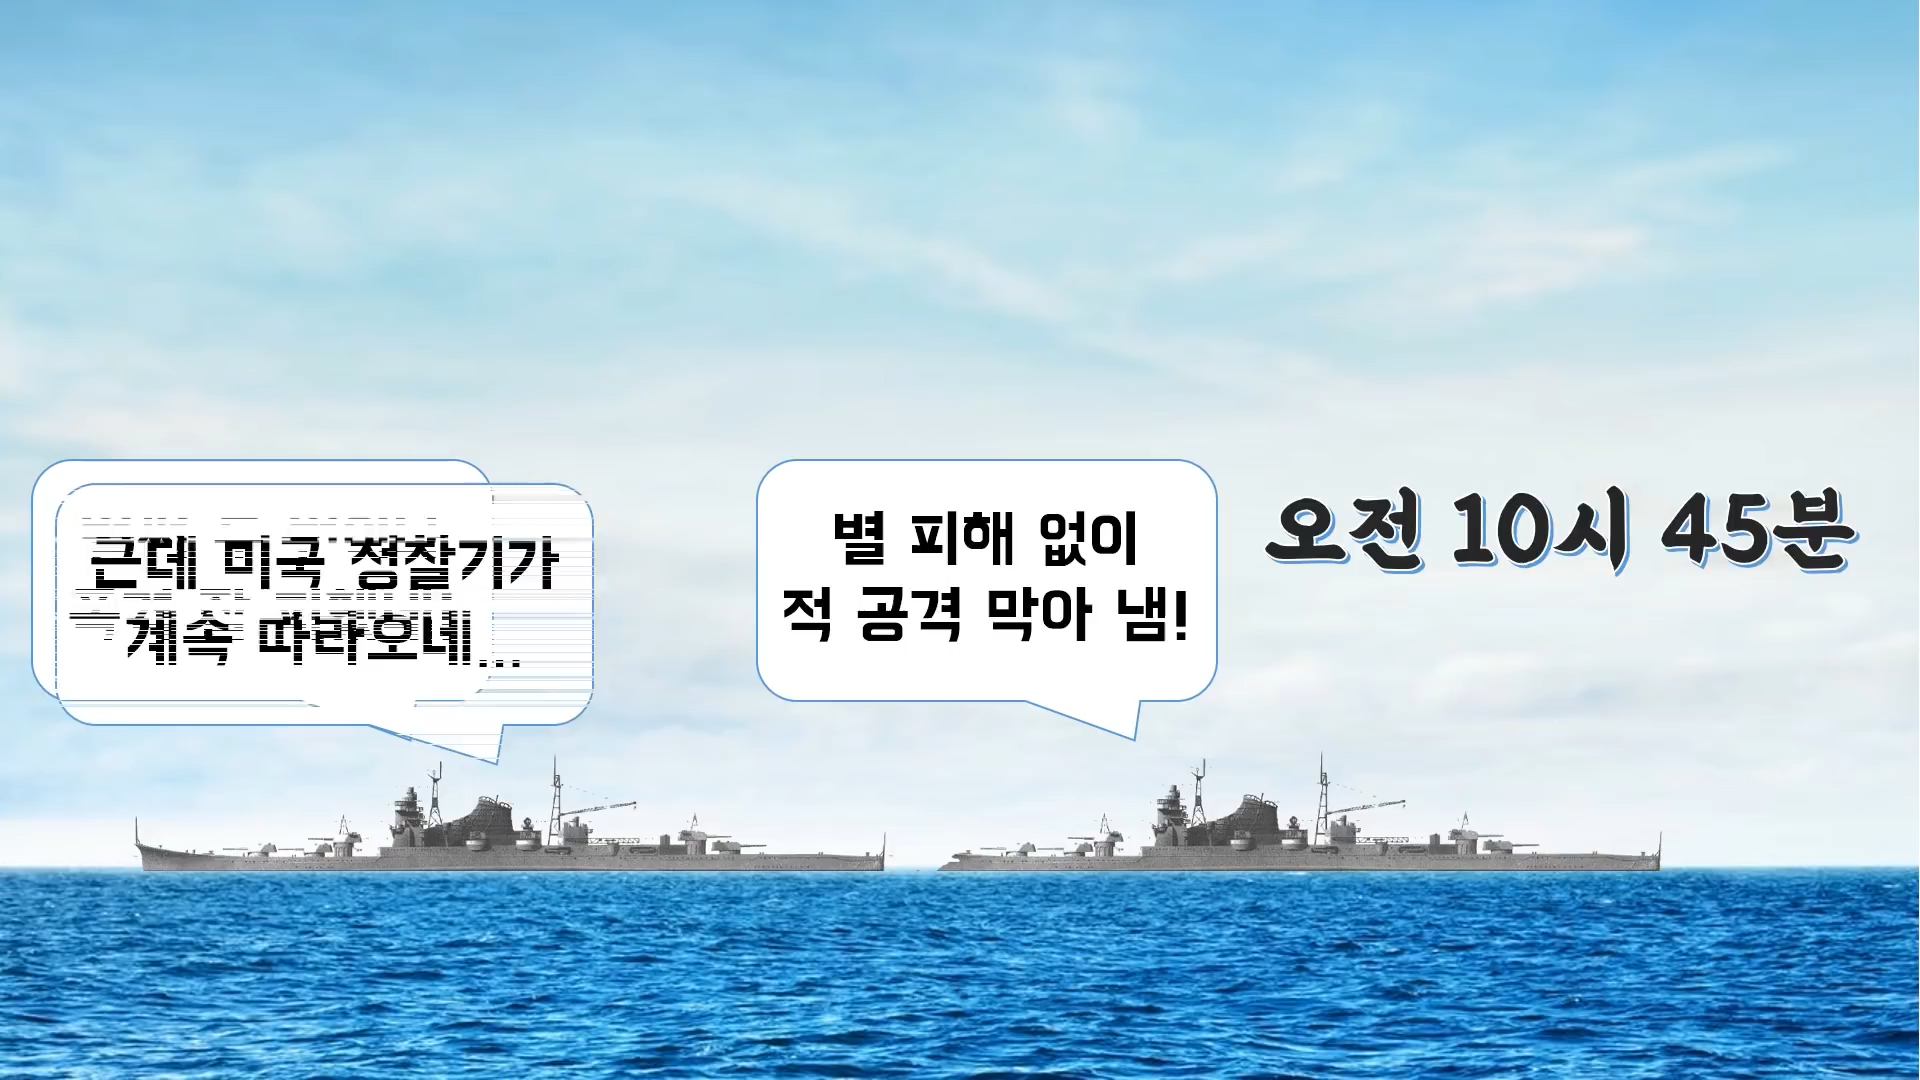 근데 미국 정찰기가
계속 따라오네...
별 피해 없이
적 공격 막아 냄!
오전 10시 45분